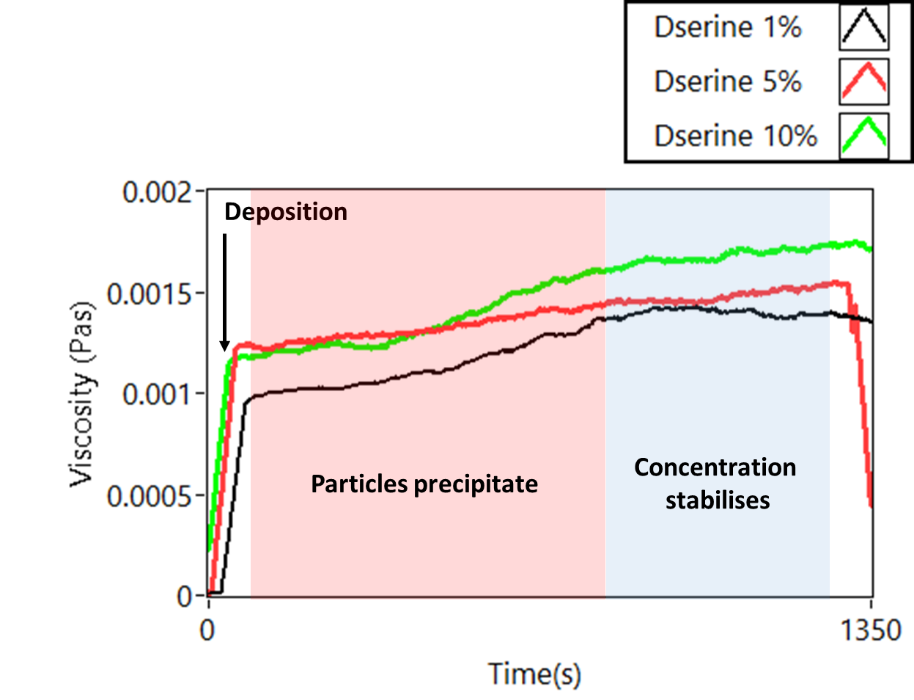 Dserine 1%
Dserine 5%
Dserine 10%
0.002
Deposition
0.0015
0.001
0.0005
0
Viscosity (Pas)
Particles precipitate
Concentration
stabilises
0
1350
Time(s)